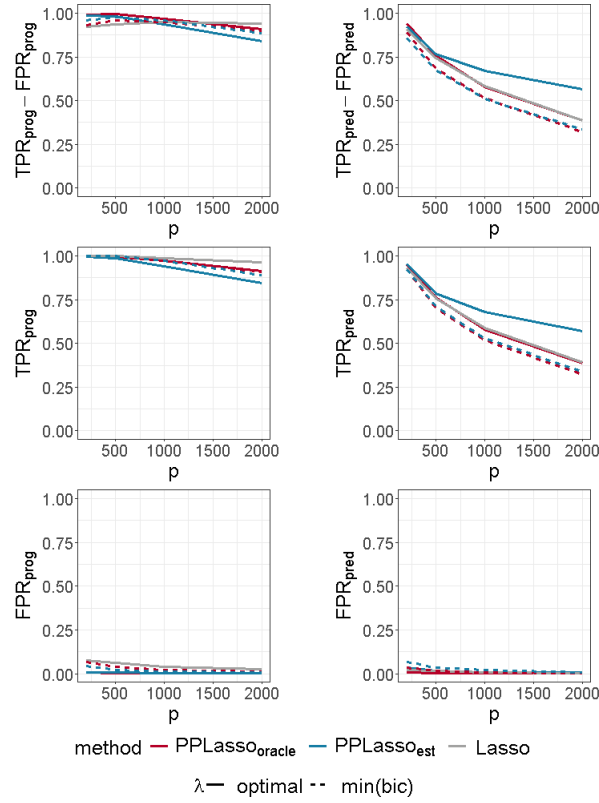 TPRprog − FPRprog
1.00
0.75
0.50
0.25
0.00
500 1000 1500 2000
p
TPRpred − FPRpred
1.00
0.75
0.50
0.25
0.00
500 1000 1500 2000
p
TPRprog
1.00
0.75
0.50
0.25
0.00
500 1000 1500 2000
p
TPRpred
1.00
0.75
0.50
0.25
0.00
500 1000 1500 2000
p
FPRprog
1.00
0.75
0.50
0.25
0.00
500 1000 1500 2000
p
FPRpred
1.00
0.75
0.50
0.25
0.00
500 1000 1500 2000
p
method PPLassooracle PPLassoest Lasso
λ optimal min(bic)